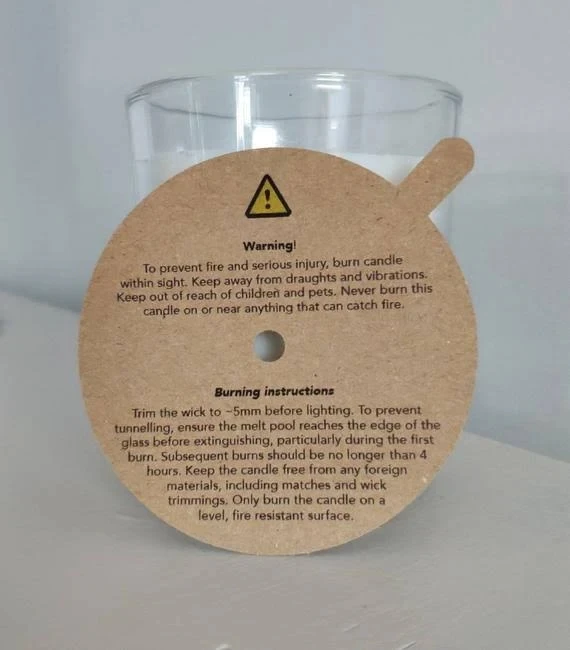 Warning!
To prevent fire and serious injury, burn candle
within sight. Keep away from draughts and vibrations.
Keep out of reach of children and pets. Never burn this
candle on or near anything that can catch fire.
Burning instructions
Trim the wick to ~5mm before lighting. To prevent
tunnelling, ensure the melt pool reaches the edge of the
glass before extinguishing, particularly during the first
burn. Subsequent burns should be no longer than 4
hours. Keep the candle free from any foreign
materials, including matches and wick
trimmings. Only burn the candle on a
level, fire resistant surface.